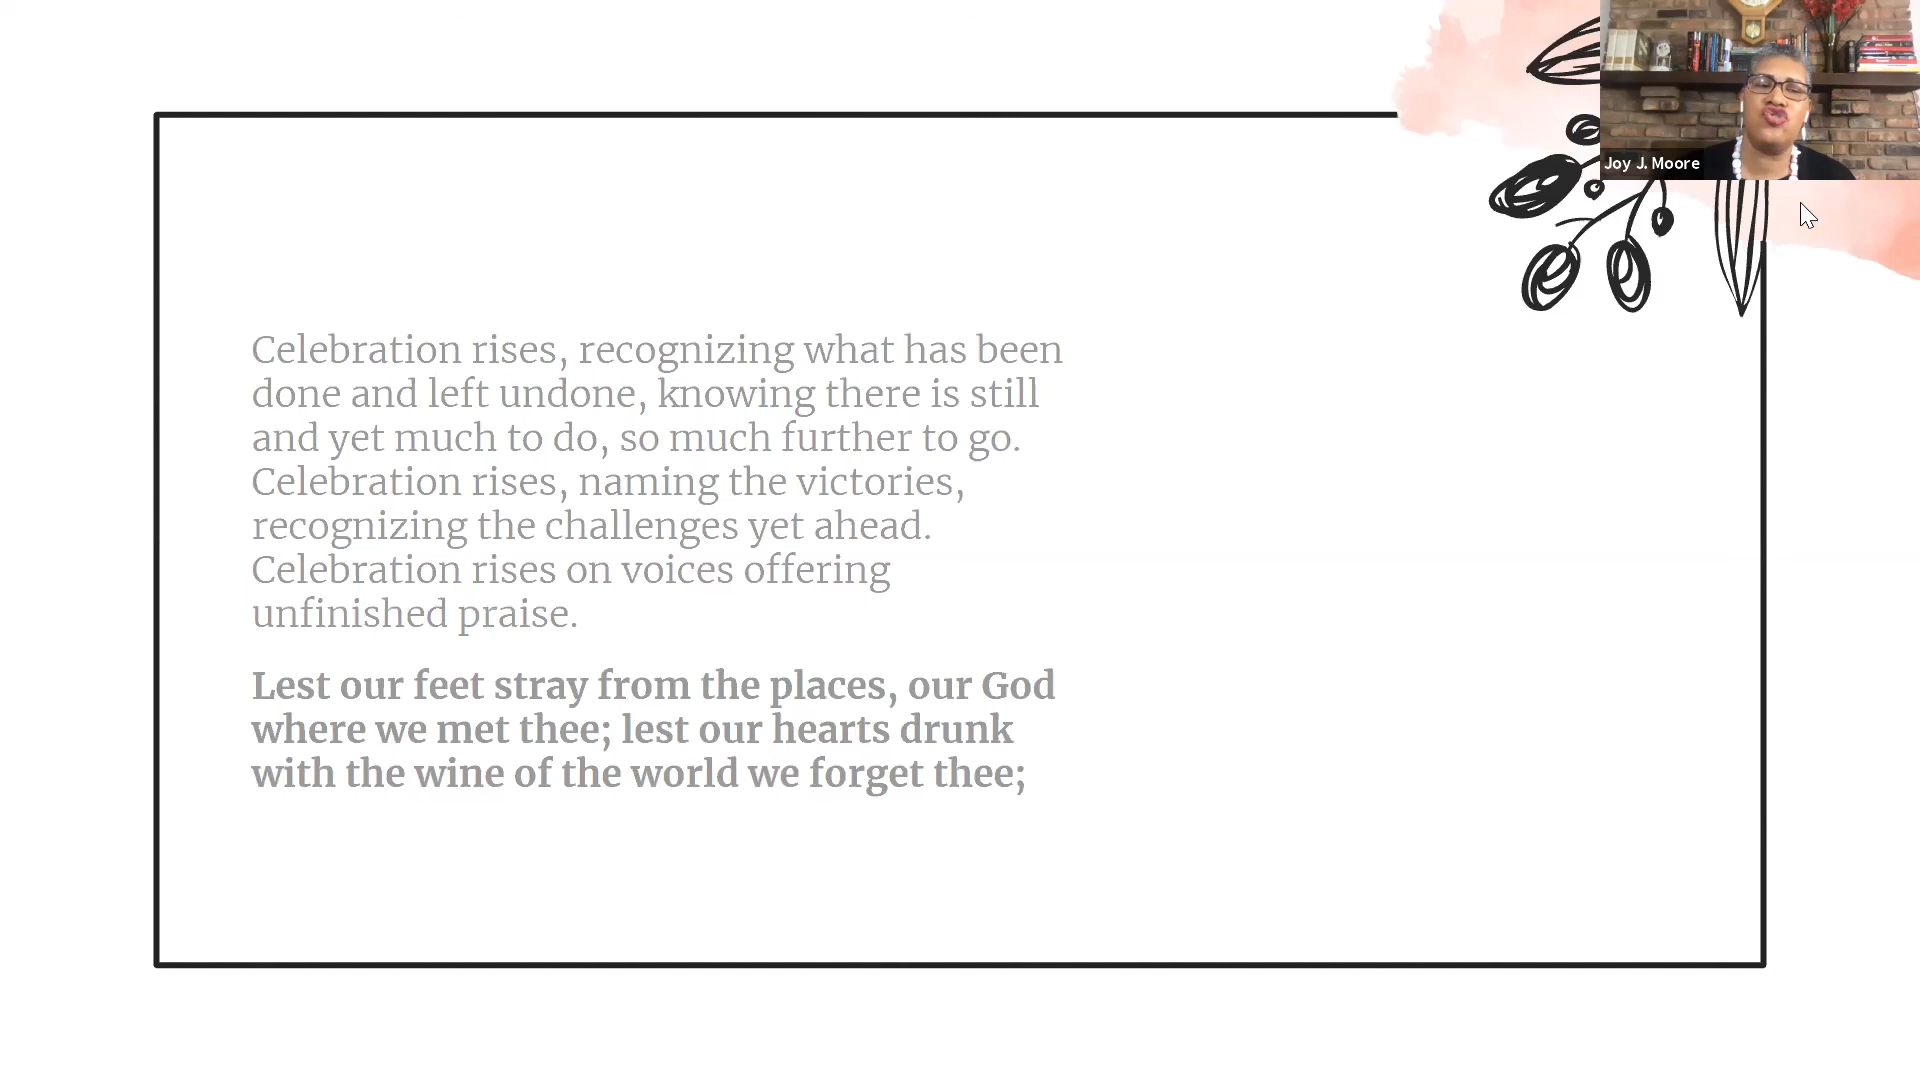 Joy J. Moore
Celebration rises, recognizing what has been
done and left undone, knowing there is still
and yet much to do, so much further to go.
Celebration rises, naming the victories,
recognizing the challenges yet ahead.
Celebration rises on voices offering
unfinished praise.
Lest our feet stray from the places, our God
where we met thee; lest our hearts drunk
with the wine of the world we forget thee;